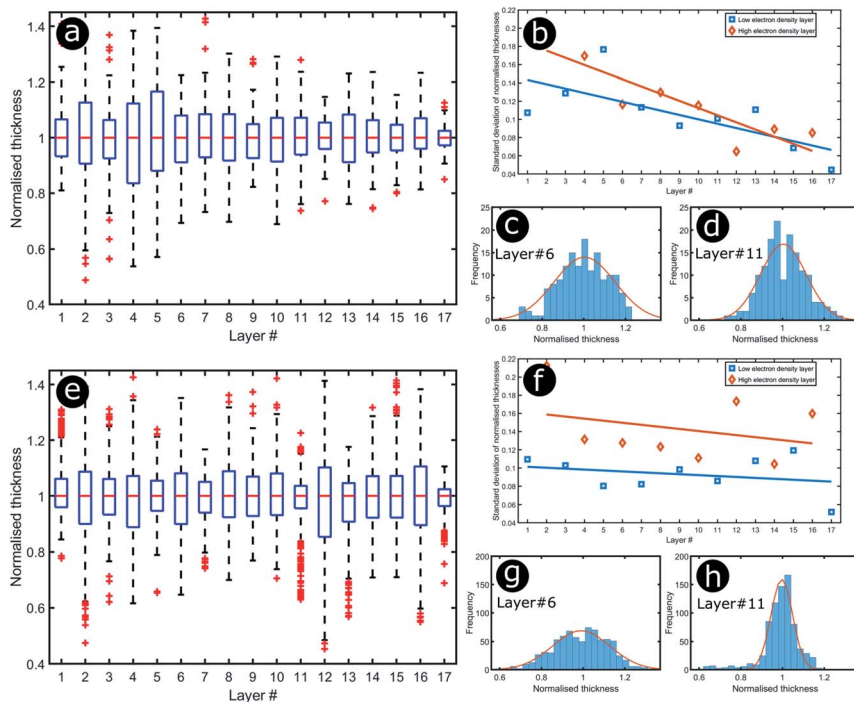 a
Normalised thickness
1.4
1.2
1
0.8
0.6
0.4
1 2 3 4 5 6 7 8 9 10 11 12 13 14 15 16 17
Layer #
b
Standard deviation of normalised thicknesses
0.2
0.18
0.16
0.14
0.12
0.1
0.08
0.06
0.04
Low electron density layer
High electron density layer
1 2 3 4 5 6 7 8 9 10 11 12 13 14 15 16 17
Layer #
c
Layer#6
Frequency
25
20
15
10
5
0
0.6 0.8 1 1.2
Normalised thickness
d
Layer#11
Frequency
25
20
15
10
5
0
0.6 0.8 1 1.2
Normalised thickness
e
Normalised thickness
1.4
1.2
1
0.8
0.6
0.4
1 2 3 4 5 6 7 8 9 10 11 12 13 14 15 16 17
Layer #
f
Standard deviation of normalised thicknesses
0.22
0.2
0.18
0.16
0.14
0.12
0.1
0.08
0.06
0.04
Low electron density layer
High electron density layer
1 2 3 4 5 6 7 8 9 10 11 12 13 14 15 16 17
Layer #
g
Layer#6
Frequency
200
150
100
50
0
0.6 0.8 1 1.2
Normalised thickness
h
Layer#11
Frequency
200
150
100
50
0
0.6 0.8 1 1.2
Normalised thickness